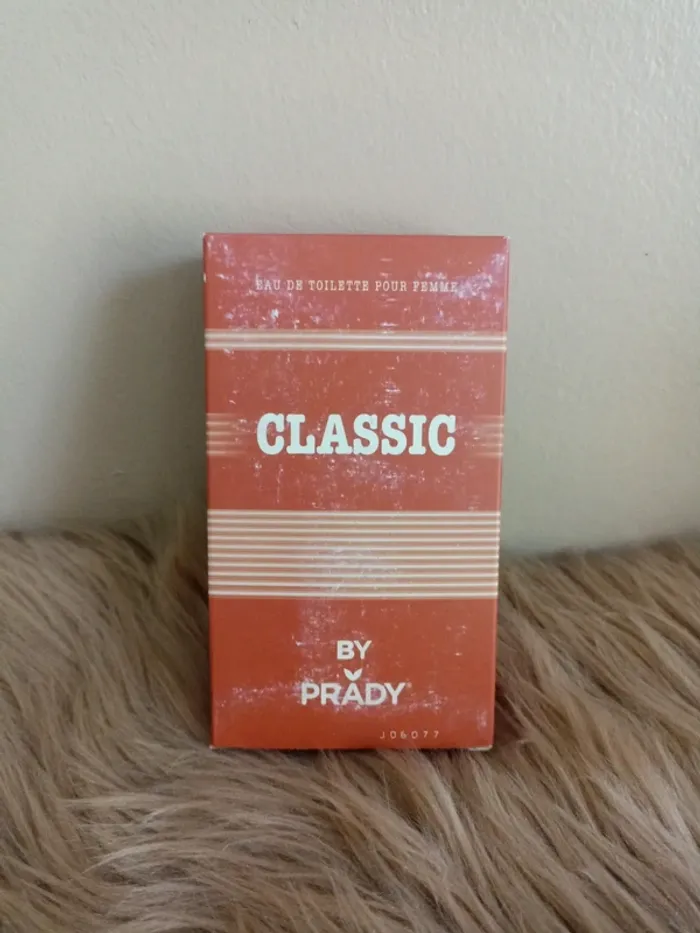 EAU DE TOILETTE POUR FEMME
CLASSIC
BY
PRADY
J06077